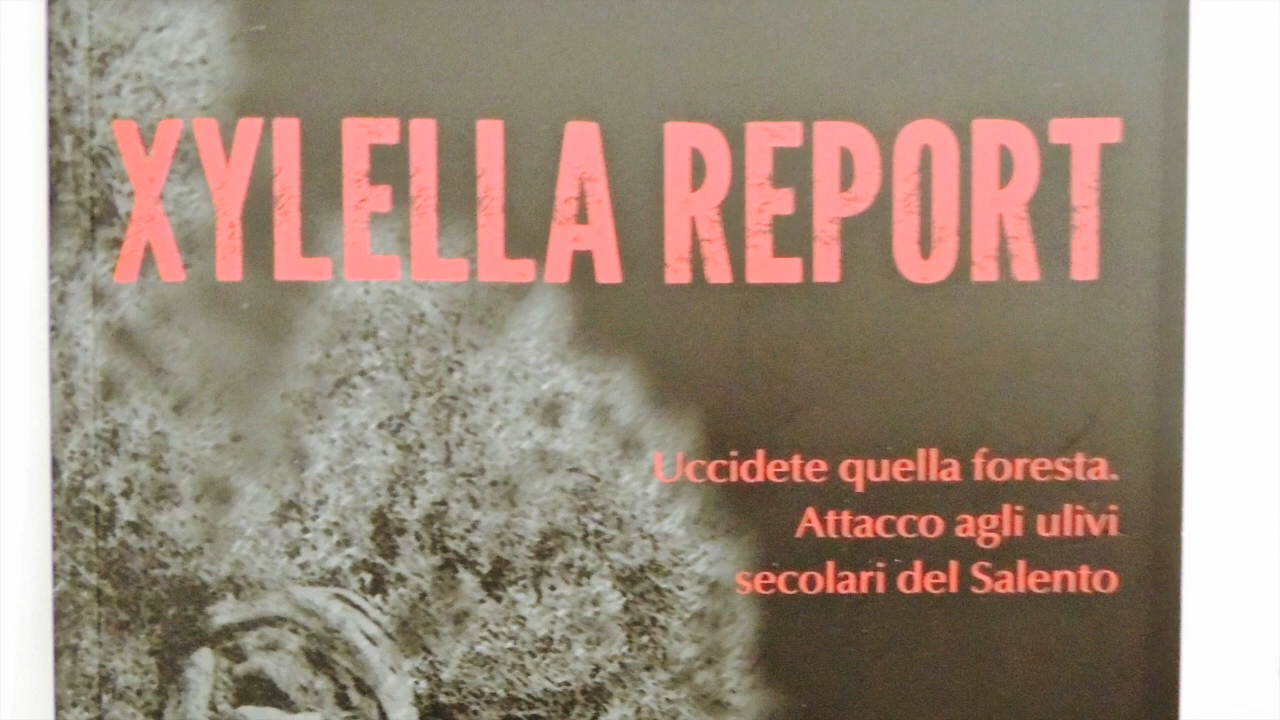 XYLELLA REPORT
Uccidete quella foresta.
Attacco agli ulivi
secolari del Salento